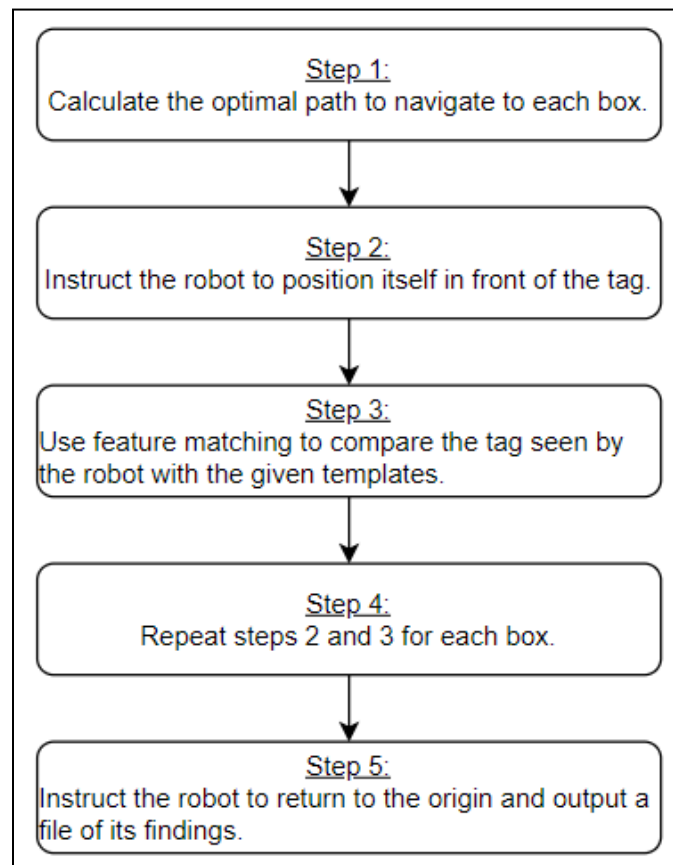 Step 1:
Calculate the optimal path to navigate to each box.
Step 2:
Instruct the robot to position itself in front of the tag.
Step 3:
Use feature matching to compare the tag seen by
the robot with the given templates.
Step 4:
Repeat steps 2 and 3 for each box.
Step 5:
Instruct the robot to return to the origin and output a
file of its findings.